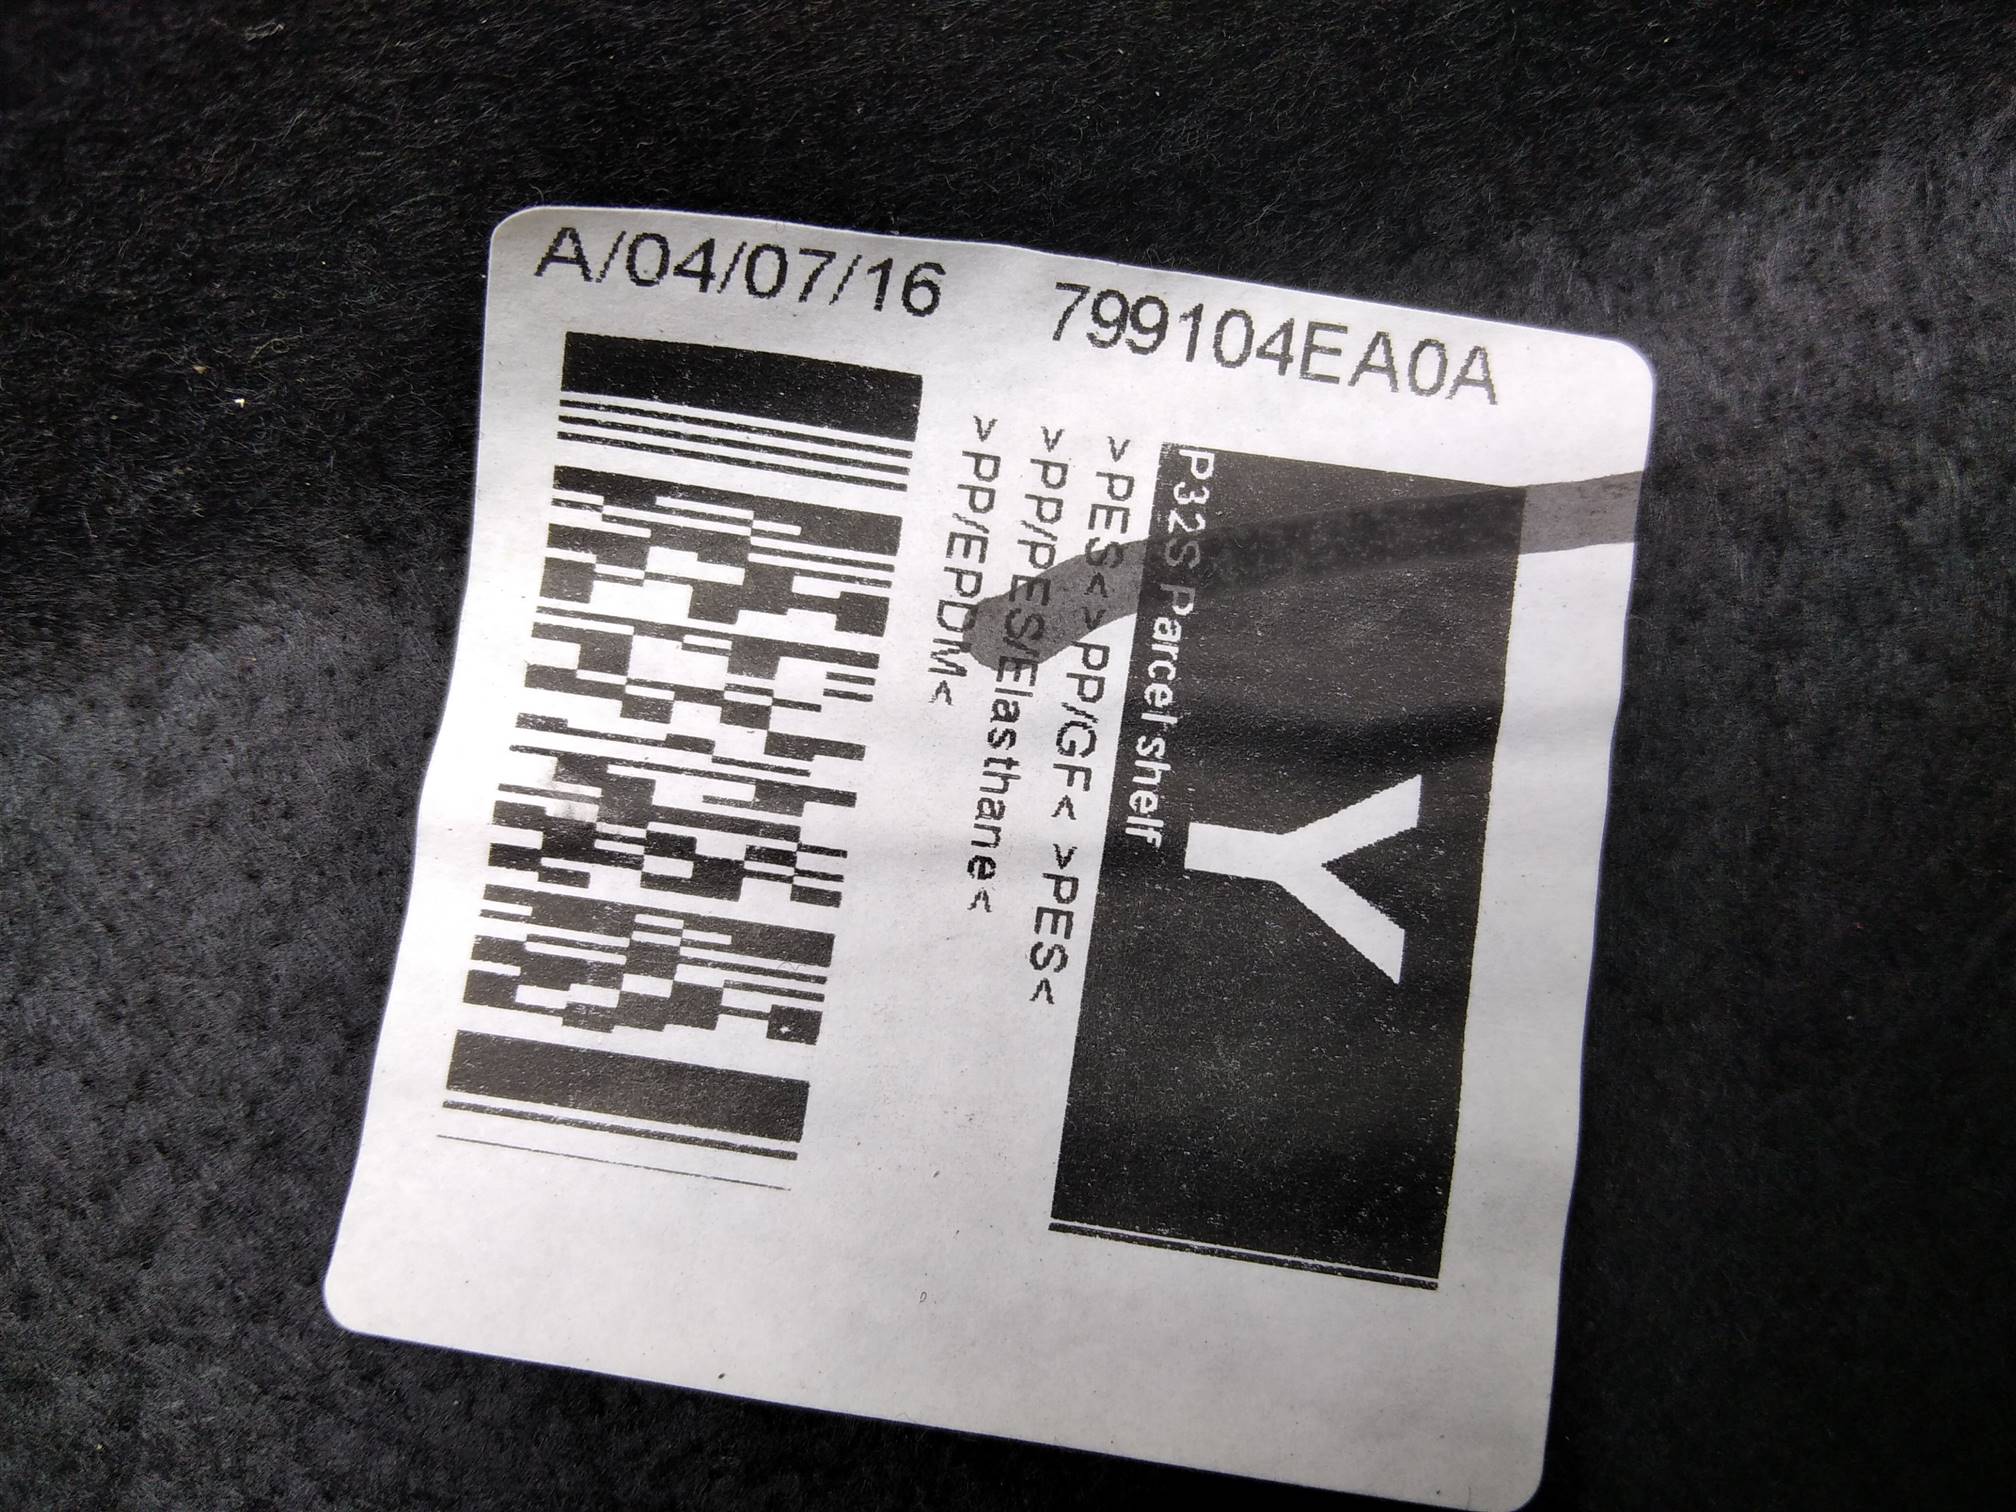 A/04/07/16 799104EA0A
Y
P32S Parcel shelf
>PES< >PP/GF< >PES<
>PP/PES/Elasthane<
>PP/EPDM<